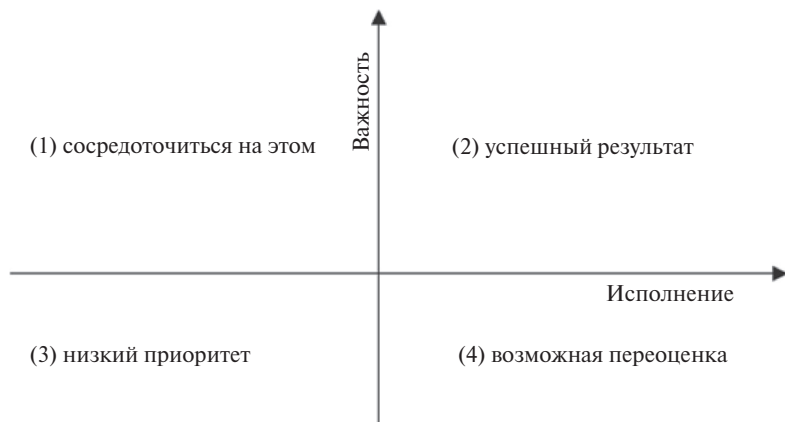 Важность
(1) сосредоточиться на этом
(2) успешный результат
Исполнение
(3) низкий приоритет
(4) возможная переоценка